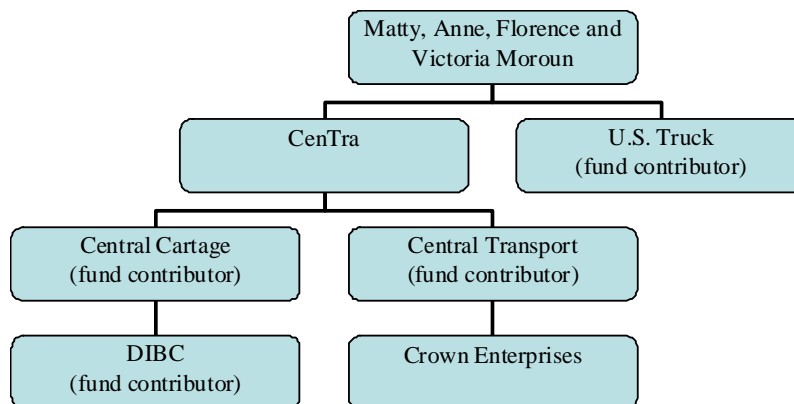 Matty, Anne, Florence and
Victoria Moroun
CenTra
U.S. Truck
(fund contributor)
Central Cartage
(fund contributor)
Central Transport
(fund contributor)
DIBC
(fund contributor)
Crown Enterprises